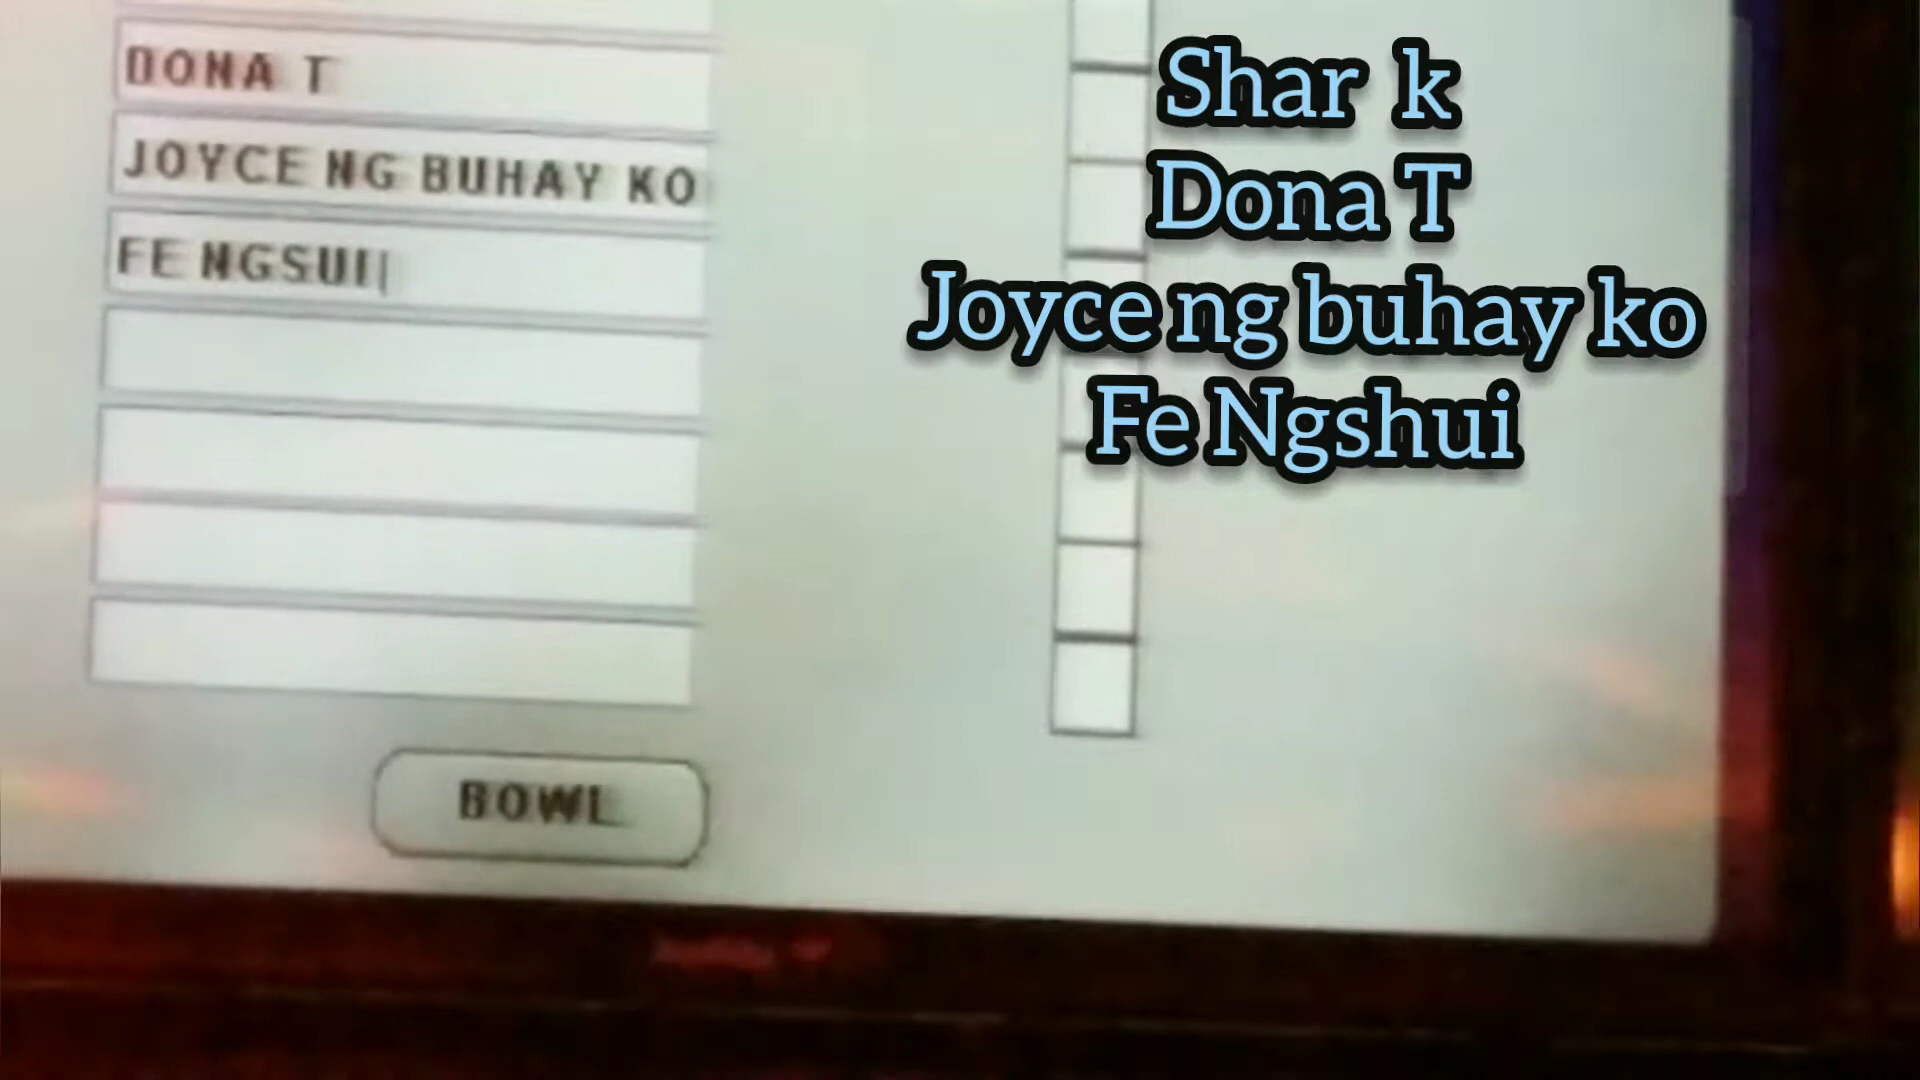 DONA T
JOYCE NG BUHAY KO
FE NGSUI
BOWL
Shar k
Dona T
Joyce ng buhay ko
Fe Ngshui